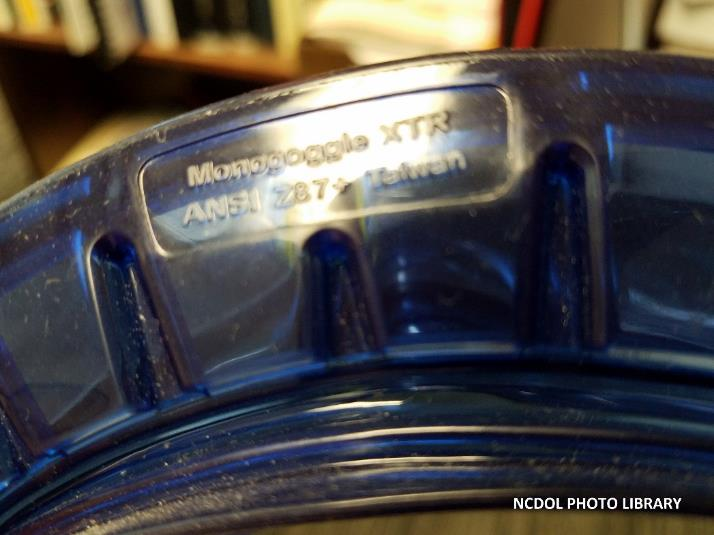 Monogoggle XTR
ANSI Z87+ Taiwan
NCDOL PHOTO LIBRARY